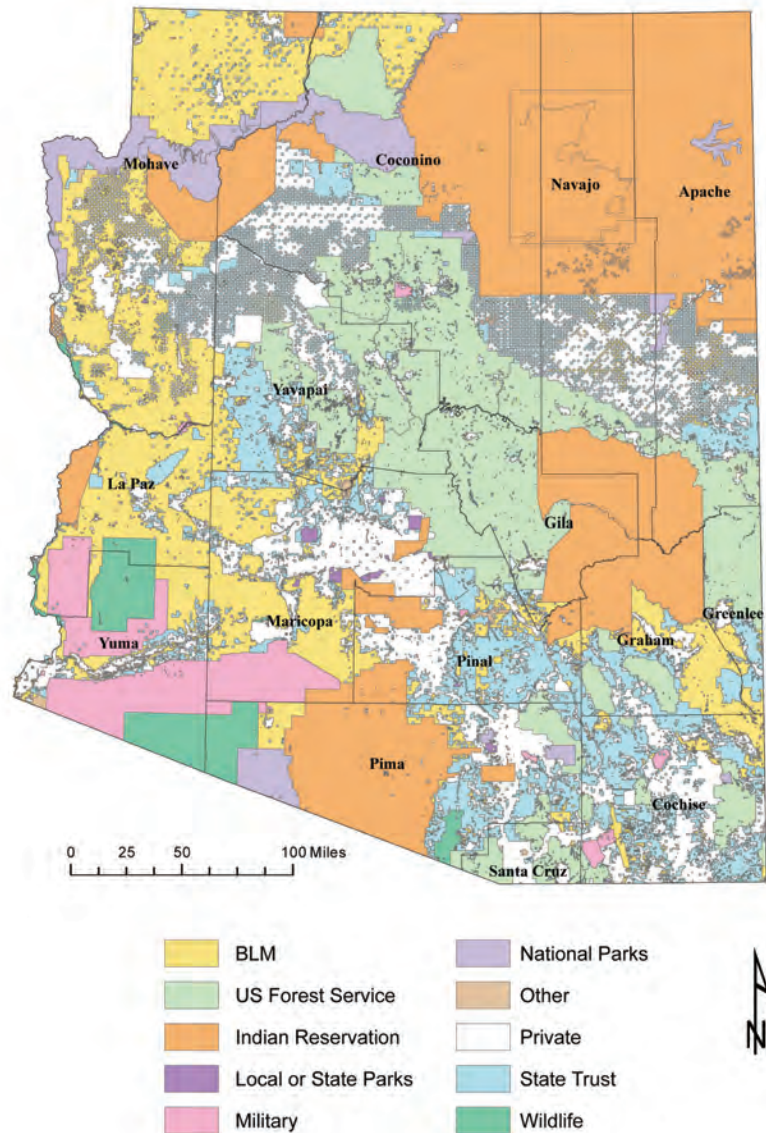 Mohave
Coconino
Navajo
Apache
Yavapai
La Paz
Gila
Maricopa
Greenlee
Graham
Yuma
Pinal
Pima
Cochise
Santa Cruz
0 25 50 100 Miles
BLM
US Forest Service
Indian Reservation
Local or State Parks
Military
National Parks
Other
Private
State Trust
Wildlife
N